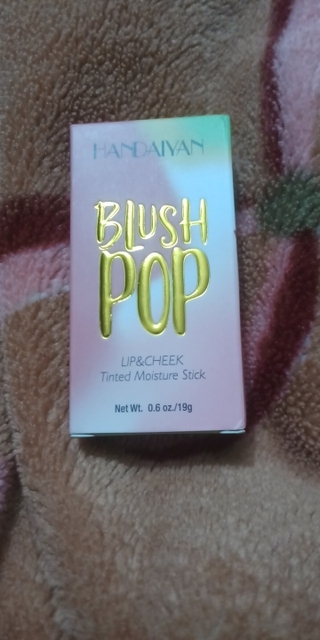 HANDAIYAN
BLUSH
POP
LIP&CHEEK
Tinted Moisture Stick
Net Wt. 0.6 oz./19g